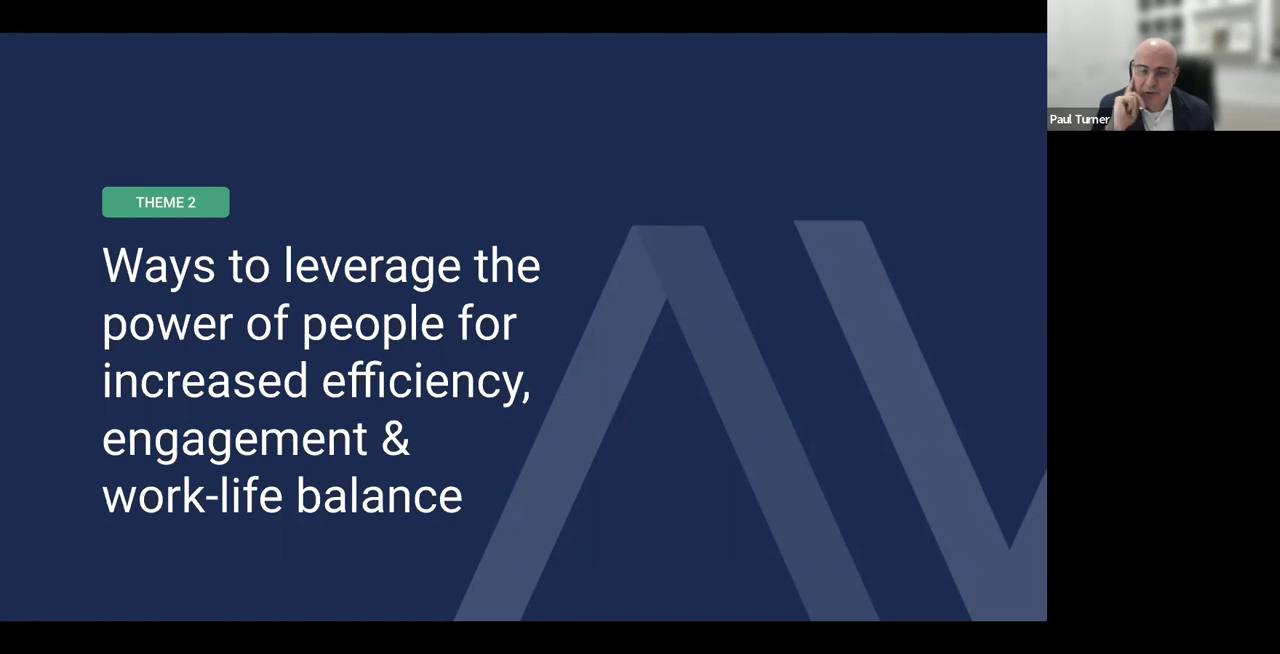 THEME 2
Ways to leverage the
power of people for
increased efficiency,
engagement &
work-life balance
Paul Turner